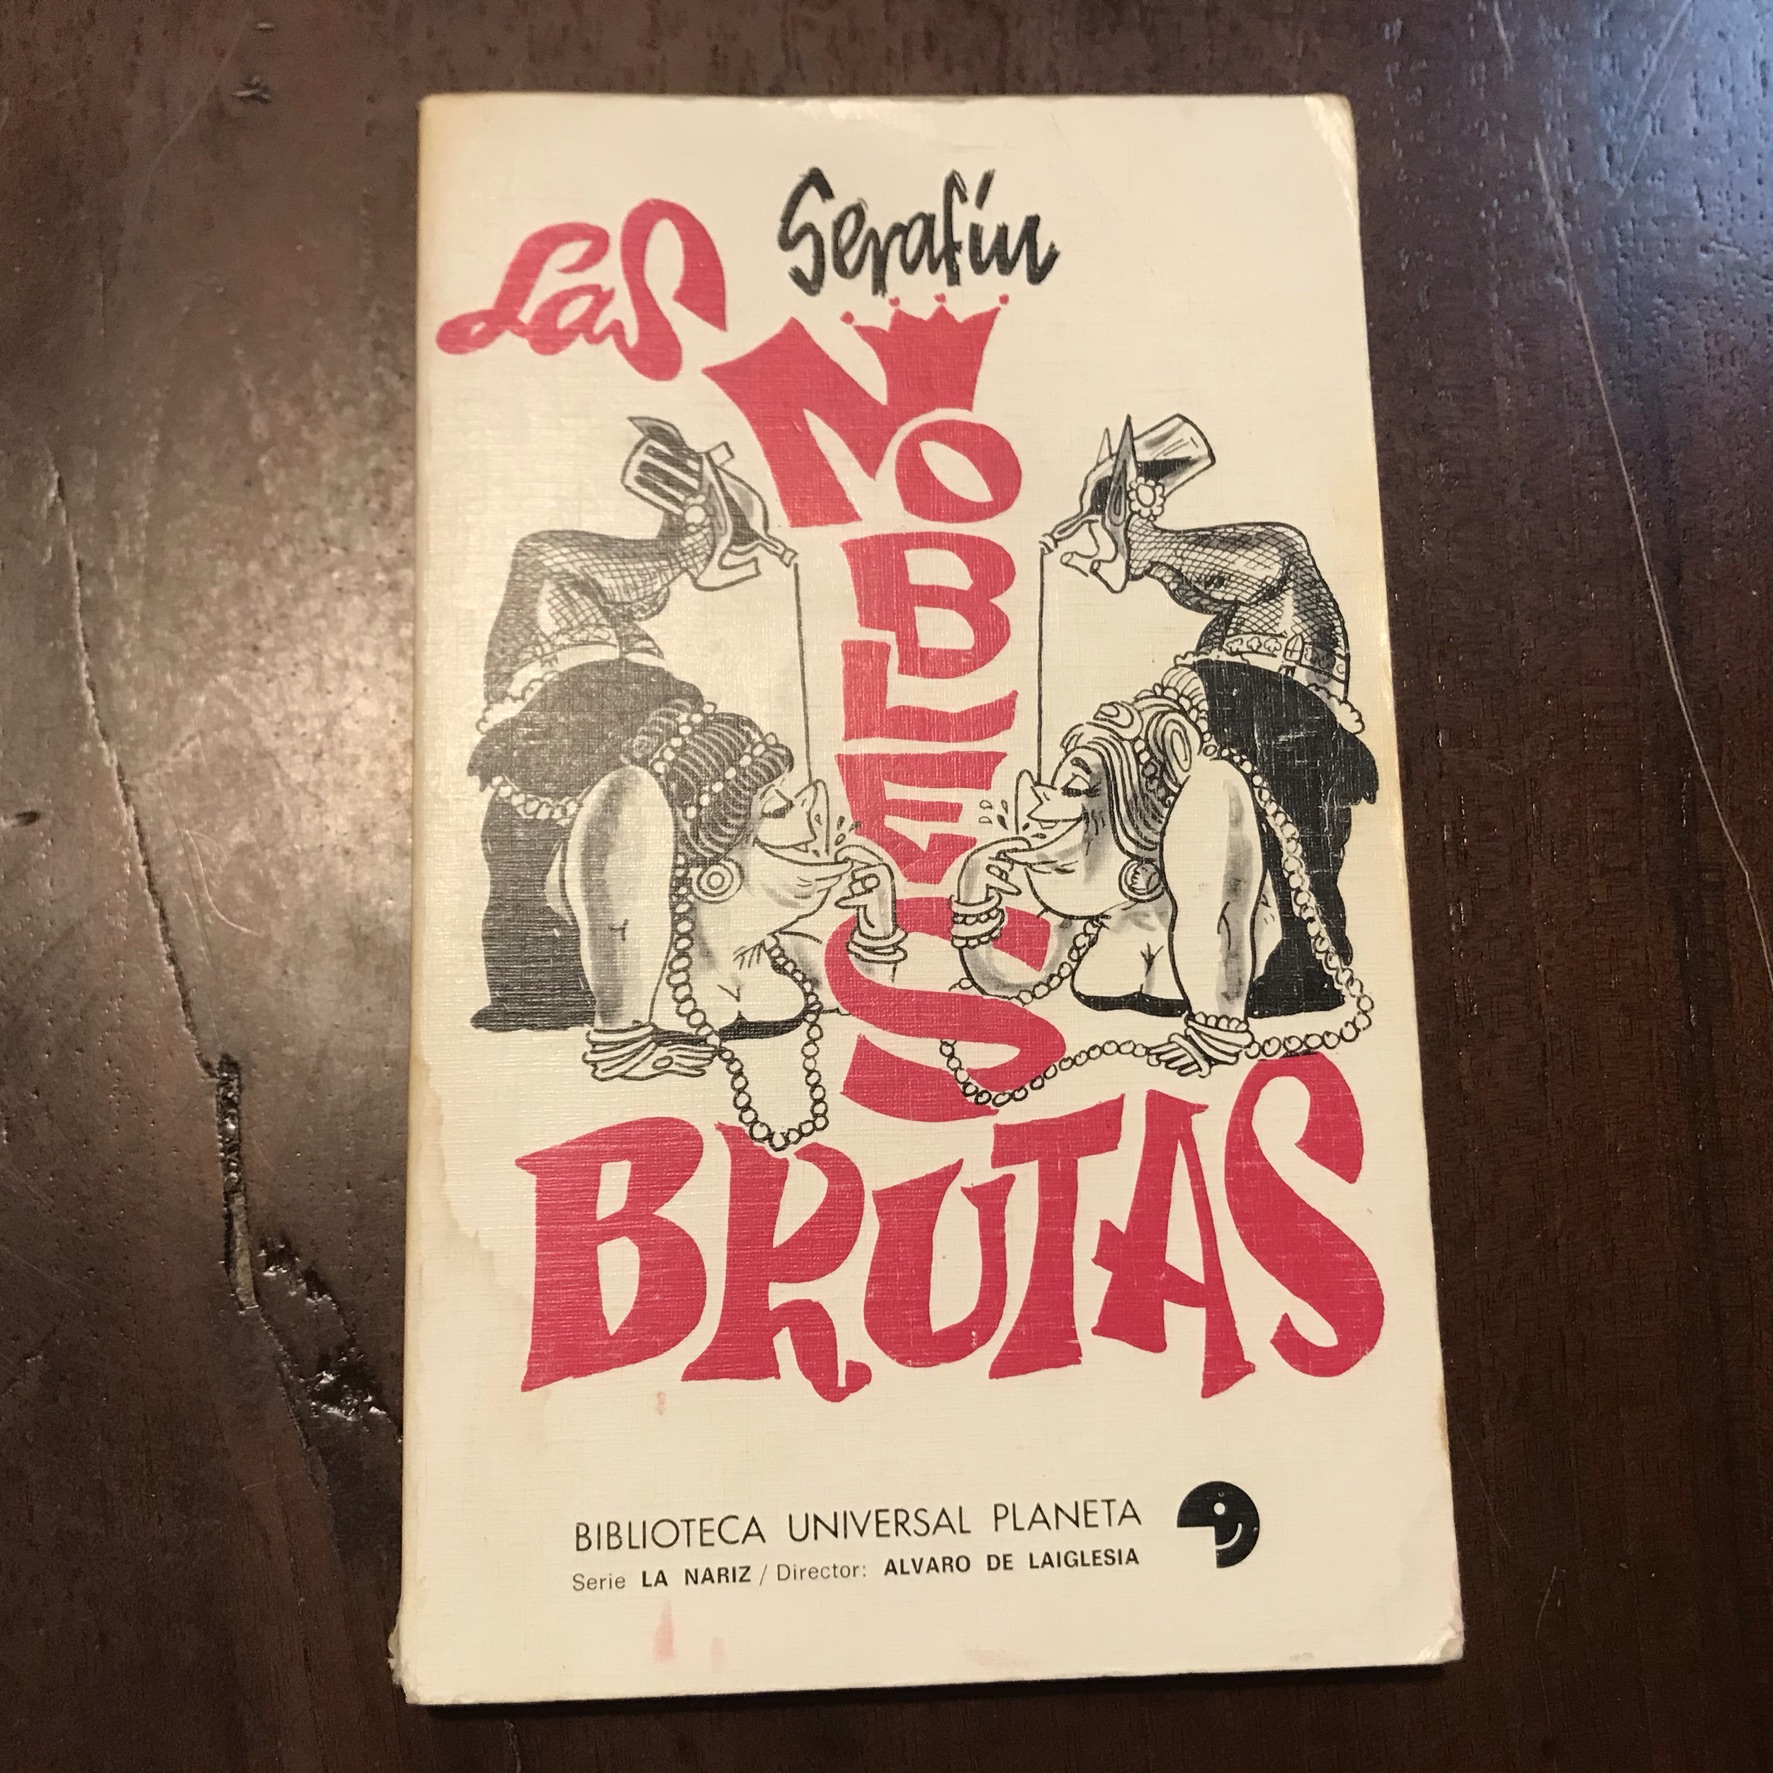 Serafín
Las
NOBLES
BRUTAS
BIBLIOTECA UNIVERSAL PLANETA
Serie LA NARIZ / Director: ALVARO DE LAIGLESIA